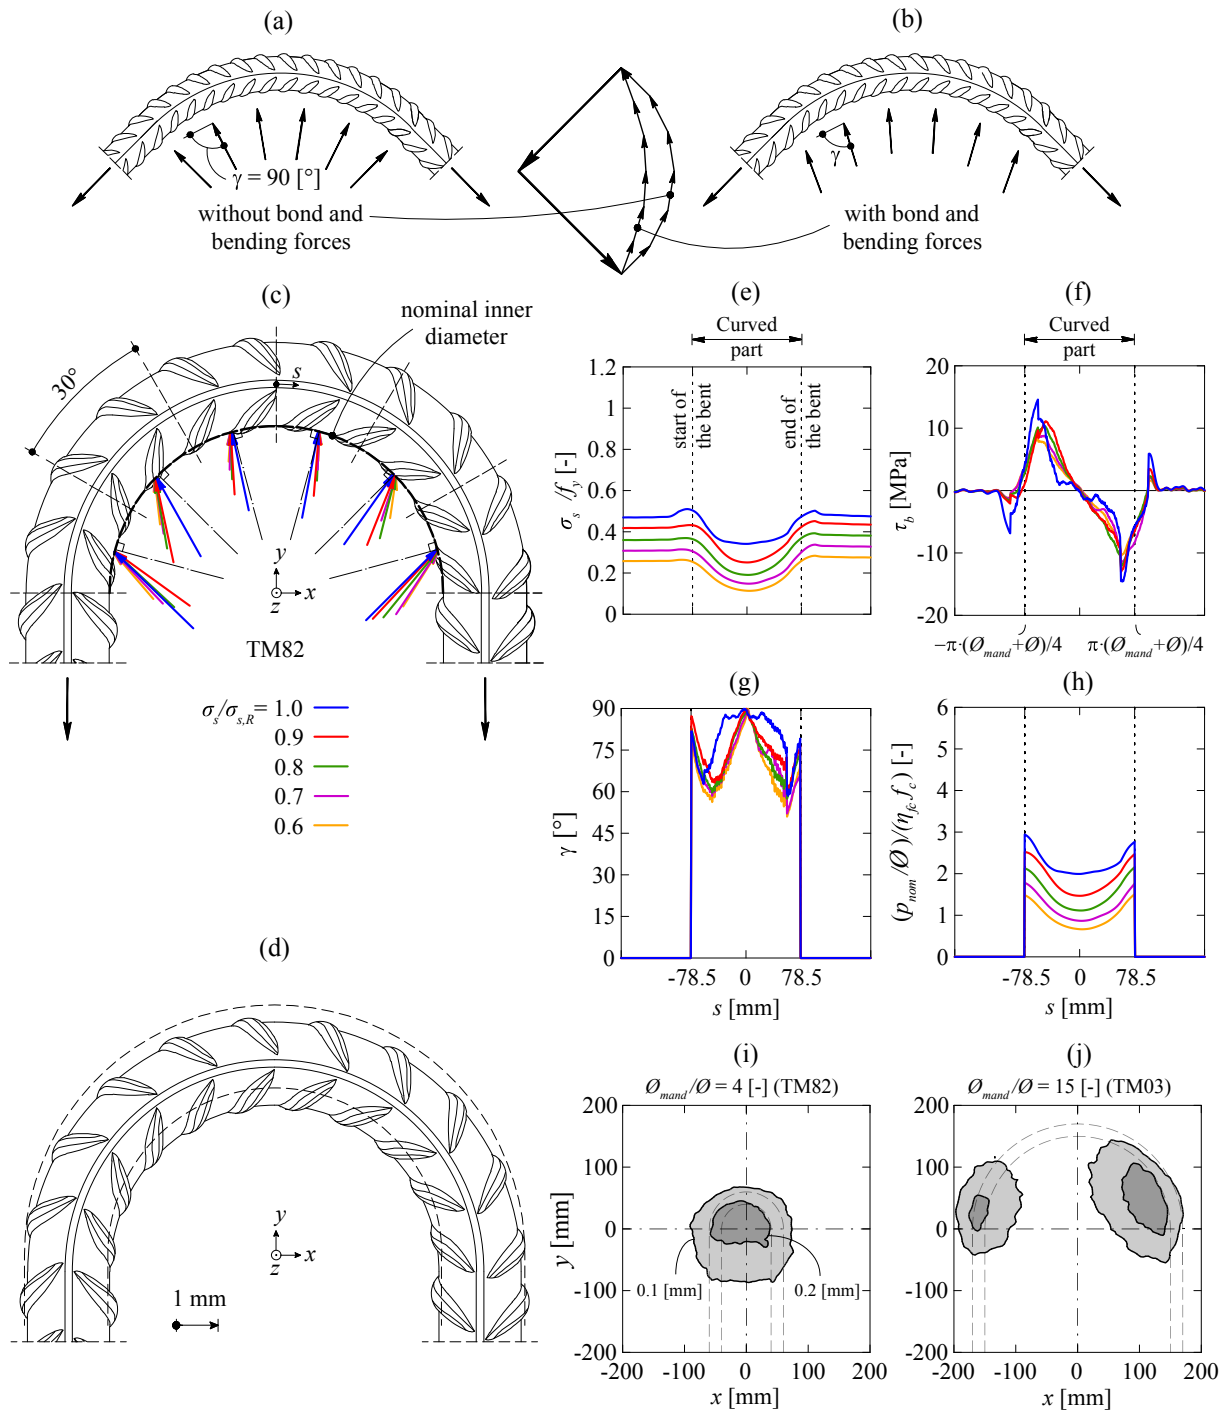 (a)
(b)
γ = 90 [°]
γ
without bond and
bending forces
with bond and
bending forces
(c)
nominal inner
diameter
30°
s
y
x
z
TM82
σs/σs,R= 1.0
0.9
0.8
0.7
0.6
(e)
Curved
part
start of
the bent
end of
the bent
σs/fy [-]
1.2
1
0.8
0.6
0.4
0.2
0
(f)
Curved
part
τb [MPa]
20
10
0
-10
-20
−π·(Ømand+Ø)/4
π·(Ømand+Ø)/4
(g)
γ [°]
90
75
60
45
30
15
0
-78.5
0
78.5
s [mm]
(h)
(pnom/Ø)/(ηfc fc) [-]
6
5
4
3
2
1
0
-78.5
0
78.5
s [mm]
(d)
y
x
z
1 mm
(i)
Ømand/Ø = 4 [-] (TM82)
y [mm]
200
100
0
-100
-200
0.1 [mm]
0.2 [mm]
-200
-100
0
100
200
x [mm]
(j)
Ømand/Ø = 15 [-] (TM03)
200
100
0
-100
-200
-200
-100
0
100
200
x [mm]